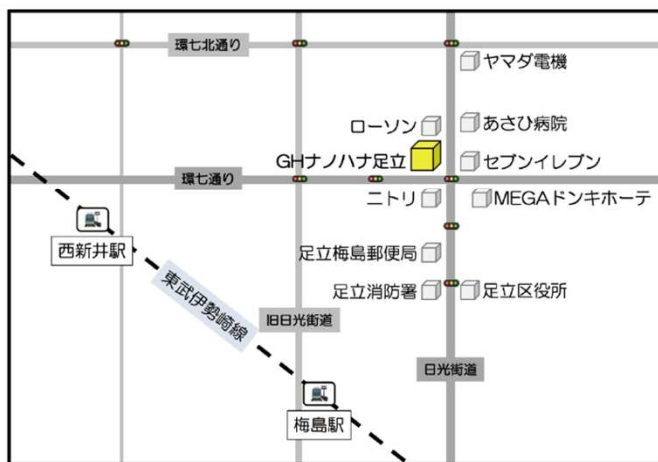 環七北通り
ヤマダ電機
ローソン
あさひ病院
GHナノハナ足立
セブンイレブン
環七通り
ニトリ
MEGAドンキホーテ
西新井駅
足立梅島郵便局
東武伊勢崎線
足立消防署
足立区役所
旧日光街道
日光街道
梅島駅